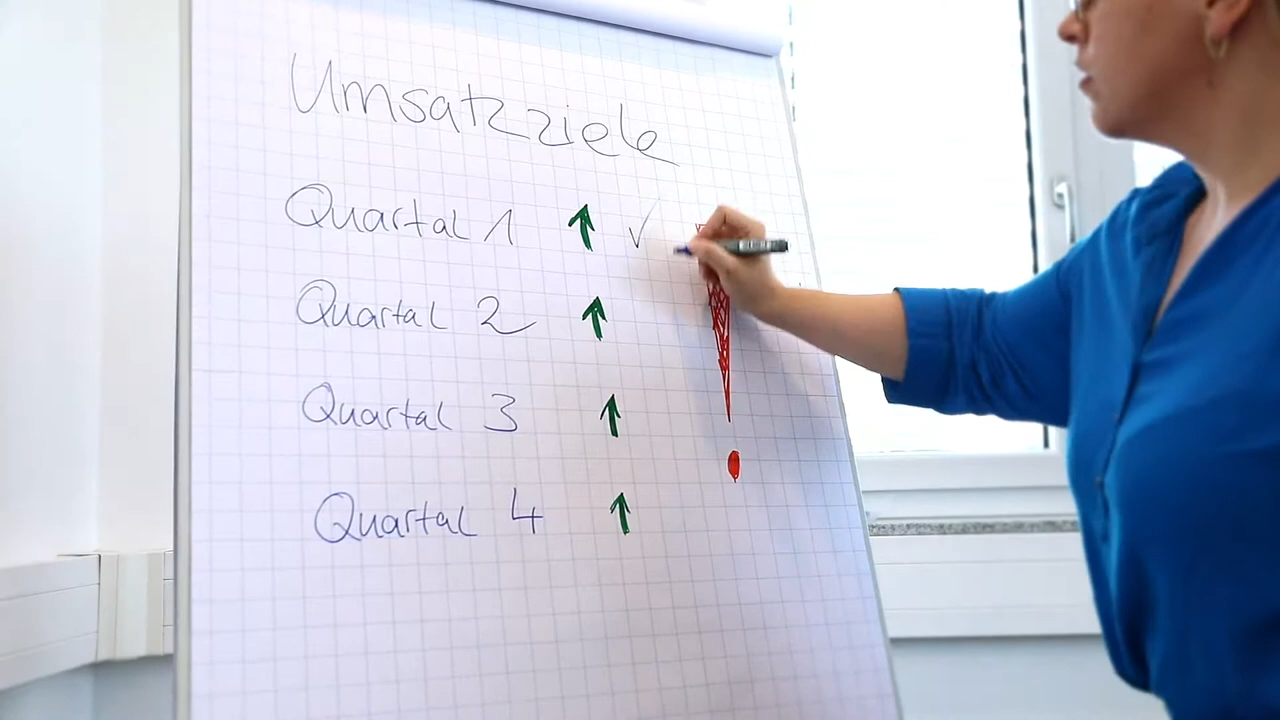 Umsatzziele
Quartal 1 ↑ ✓
Quartal 2 ↑
Quartal 3 ↑
Quartal 4 ↑
!